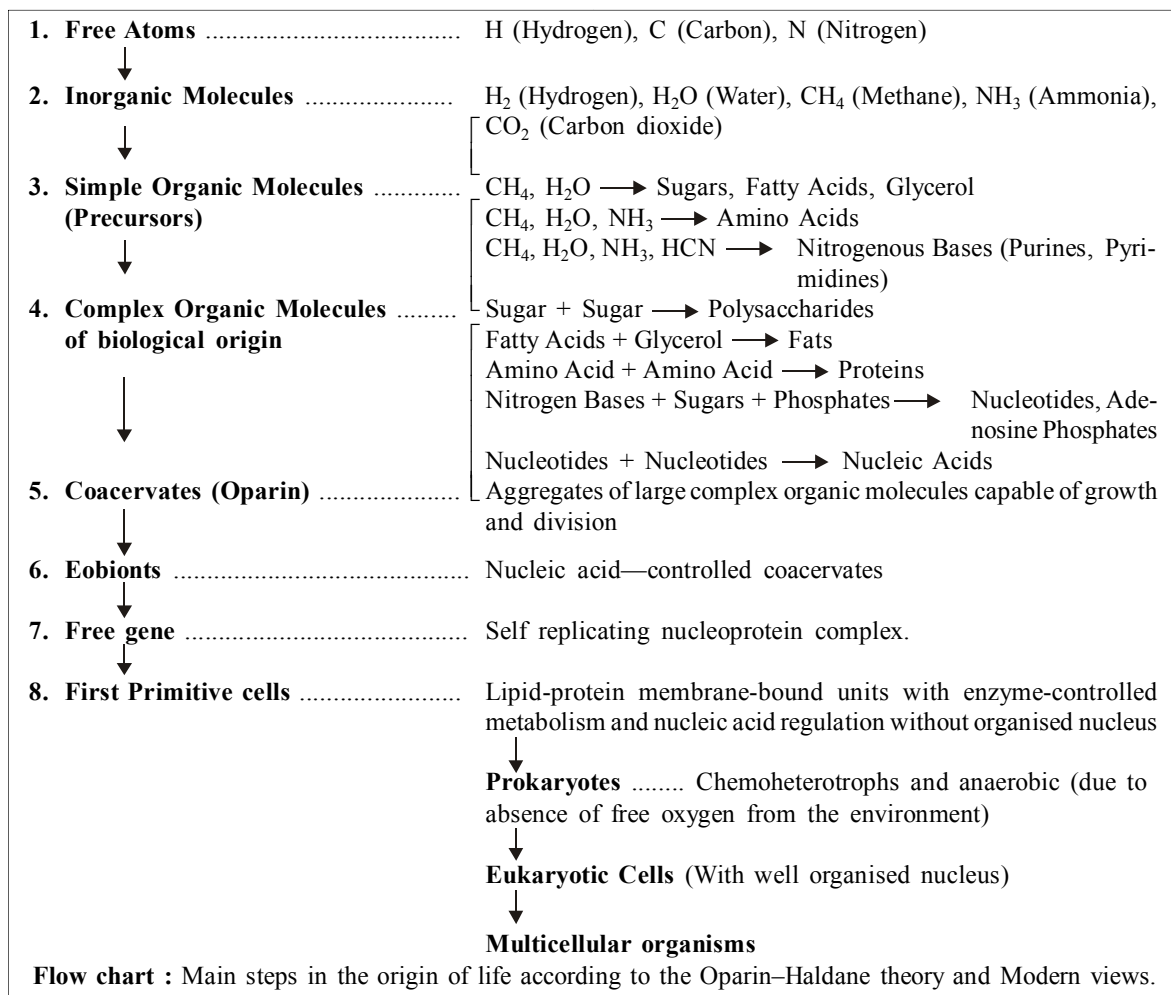 1. Free Atoms ..................................... H (Hydrogen), C (Carbon), N (Nitrogen)
2. Inorganic Molecules ...................... H₂ (Hydrogen), H₂O (Water), CH₄ (Methane), NH₃ (Ammonia),
CO₂ (Carbon dioxide)
3. Simple Organic Molecules ............ CH₄, H₂O ⟶ Sugars, Fatty Acids, Glycerol
(Precursors) CH₄, H₂O, NH₃ ⟶ Amino Acids
CH₄, H₂O, NH₃, HCN ⟶ Nitrogenous Bases (Purines, Pyri-
midines)
4. Complex Organic Molecules ......... Sugar + Sugar ⟶ Polysaccharides
of biological origin Fatty Acids + Glycerol ⟶ Fats
Amino Acid + Amino Acid ⟶ Proteins
Nitrogen Bases + Sugars + Phosphates ⟶ Nucleotides, Ade-
nosine Phosphates
Nucleotides + Nucleotides ⟶ Nucleic Acids
5. Coacervates (Oparin) .................... Aggregates of large complex organic molecules capable of growth
and division
6. Eobionts ........................................... Nucleic acid—controlled coacervates
7. Free gene ......................................... Self replicating nucleoprotein complex.
8. First Primitive cells ........................ Lipid-protein membrane-bound units with enzyme-controlled
metabolism and nucleic acid regulation without organised nucleus
Prokaryotes ........ Chemoheterotrophs and anaerobic (due to
absence of free oxygen from the environment)
Eukaryotic Cells (With well organised nucleus)
Multicellular organisms
Flow chart : Main steps in the origin of life according to the Oparin–Haldane theory and Modern views.